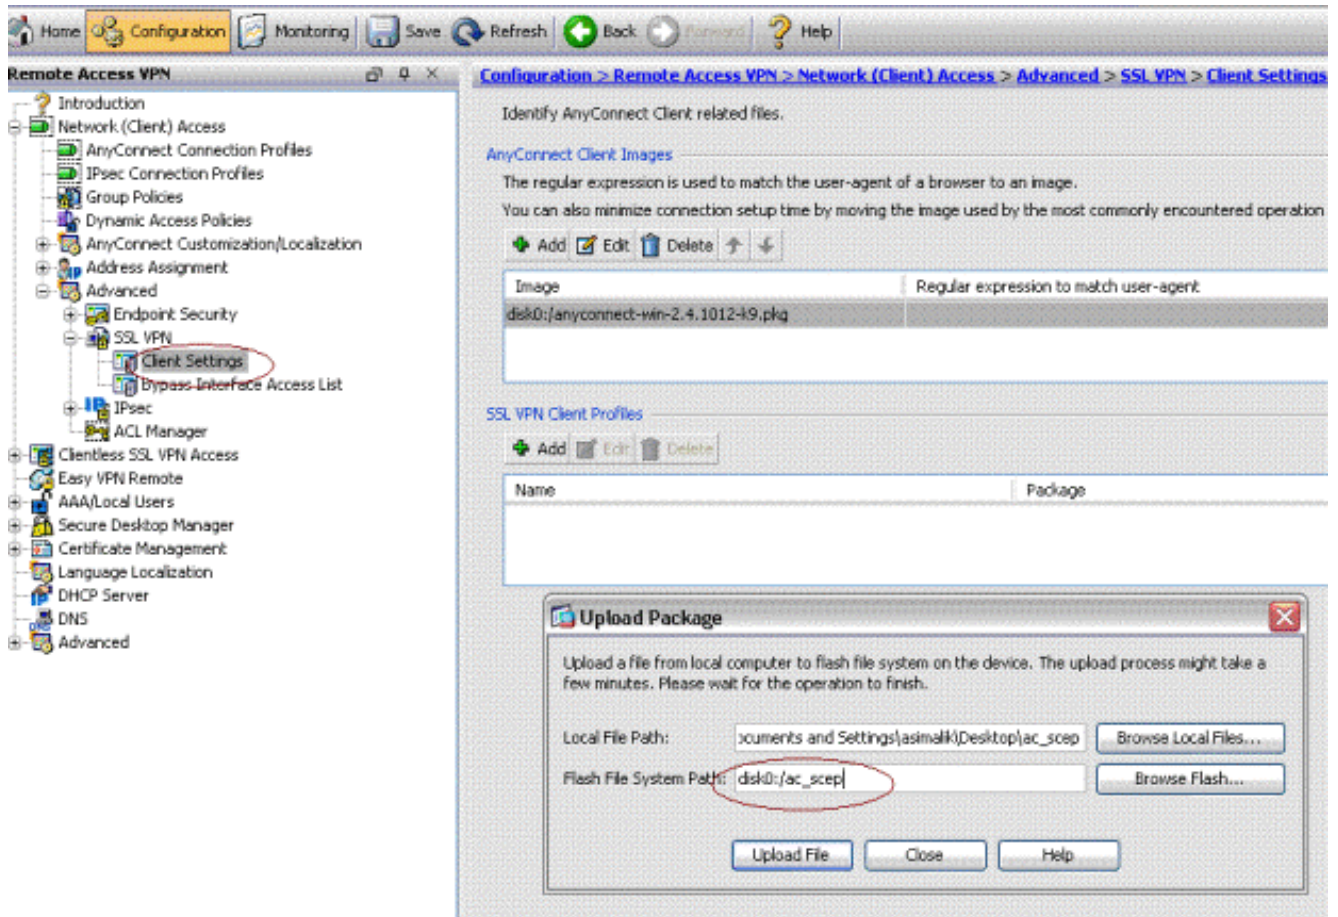 Home Configuration Monitoring Save Refresh Back Forward Help
Remote Access VPN
Introduction
Network (Client) Access
AnyConnect Connection Profiles
IPsec Connection Profiles
Group Policies
Dynamic Access Policies
AnyConnect Customization/Localization
Address Assignment
Advanced
Endpoint Security
SSL VPN
Client Settings
Bypass Interface Access List
IPsec
ACL Manager
Clientless SSL VPN Access
Easy VPN Remote
AAA/Local Users
Secure Desktop Manager
Certificate Management
Language Localization
DHCP Server
DNS
Advanced
Configuration > Remote Access VPN > Network (Client) Access > Advanced > SSL VPN > Client Settings
Identify AnyConnect Client related files.
AnyConnect Client Images
The regular expression is used to match the user-agent of a browser to an image.
You can also minimize connection setup time by moving the image used by the most commonly encountered operation
Add Edit Delete
Image Regular expression to match user-agent
disk0:/anyconnect-win-2.4.1012-k9.pkg
SSL VPN Client Profiles
Add Edit Delete
Name Package
Upload Package
Upload a file from local computer to flash file system on the device. The upload process might take a
few minutes. Please wait for the operation to finish.
Local File Path: ocuments and Settings\asimalik\Desktop\ac_scep Browse Local Files...
Flash File System Path: disk0:/ac_scep Browse Flash...
Upload File Close Help